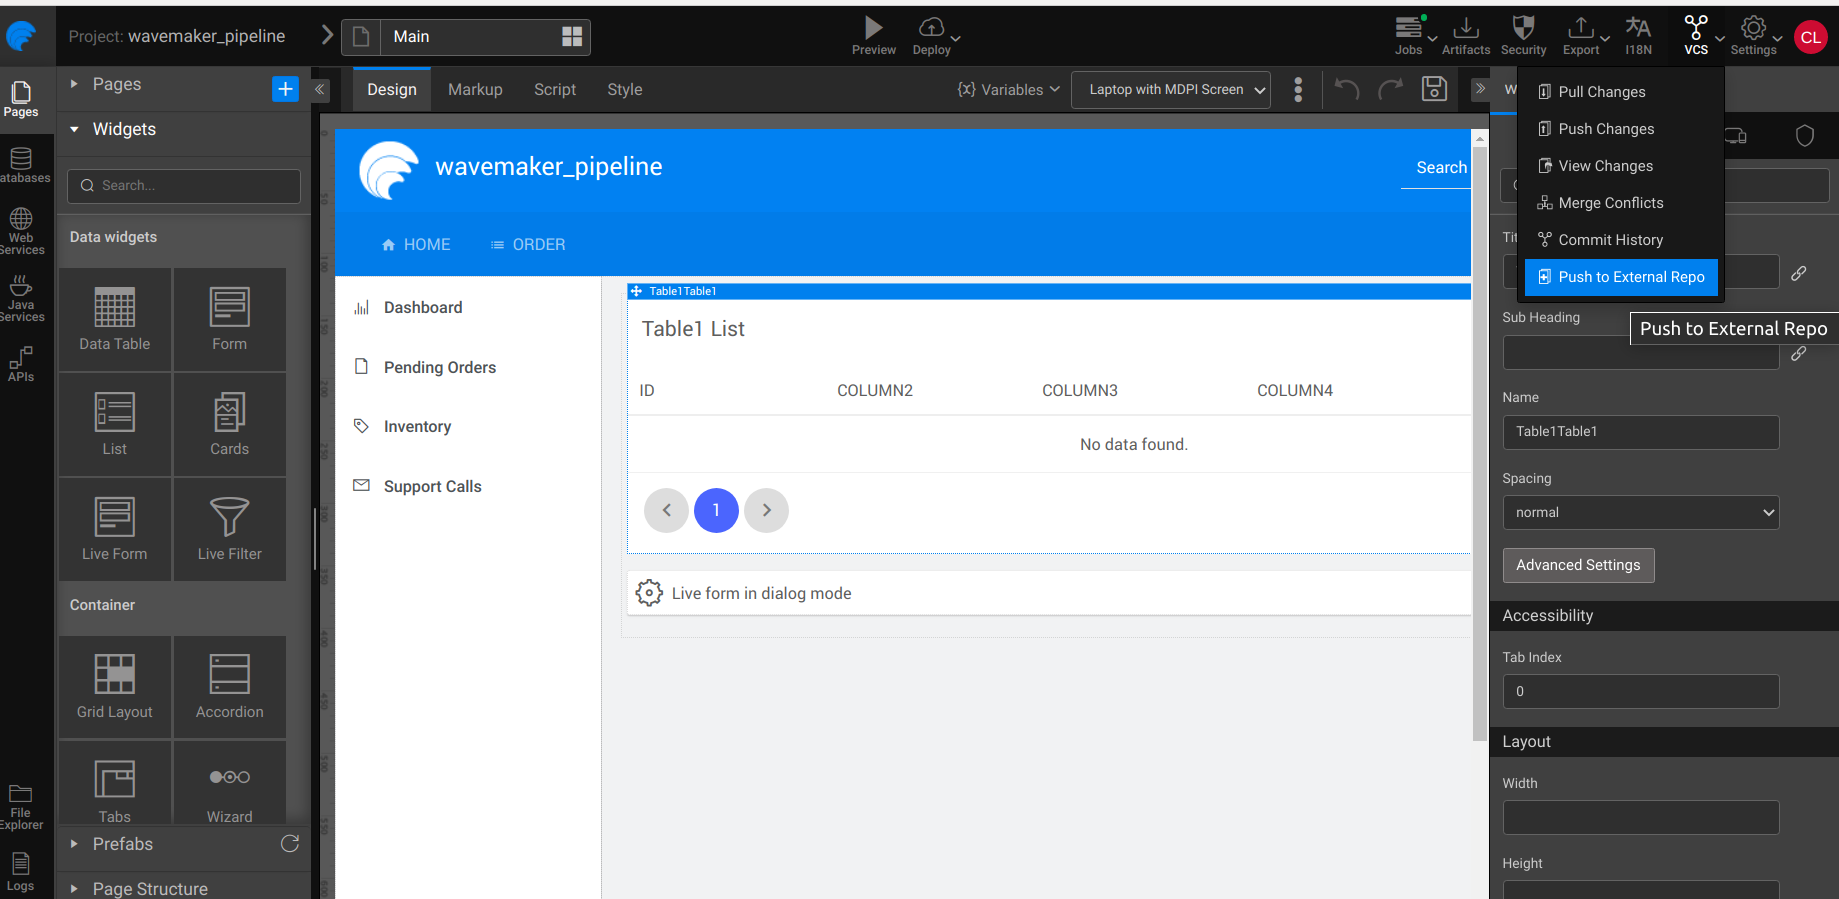 Project: wavemaker_pipeline
Main
Preview
Deploy
Jobs
Artifacts
Security
Export
I18N
VCS
Settings
CL
Pages
Pages
Design
Markup
Script
Style
{x} Variables
Laptop with MDPI Screen
W
Pull Changes
Push Changes
View Changes
Merge Conflicts
Commit History
Push to External Repo
Push to External Repo
Widgets
Search...
atabases
Web
Services
Java
Services
APIs
File
Explorer
Logs
Data widgets
Data Table
Form
List
Cards
Live Form
Live Filter
Container
Grid Layout
Accordion
Tabs
Wizard
Prefabs
Page Structure
wavemaker_pipeline
Search
HOME
ORDER
Dashboard
Pending Orders
Inventory
Support Calls
Table1Table1
Table1 List
ID
COLUMN2
COLUMN3
COLUMN4
No data found.
1
Live form in dialog mode
Tit
Sub Heading
Name
Table1Table1
Spacing
normal
Advanced Settings
Accessibility
Tab Index
0
Layout
Width
Height